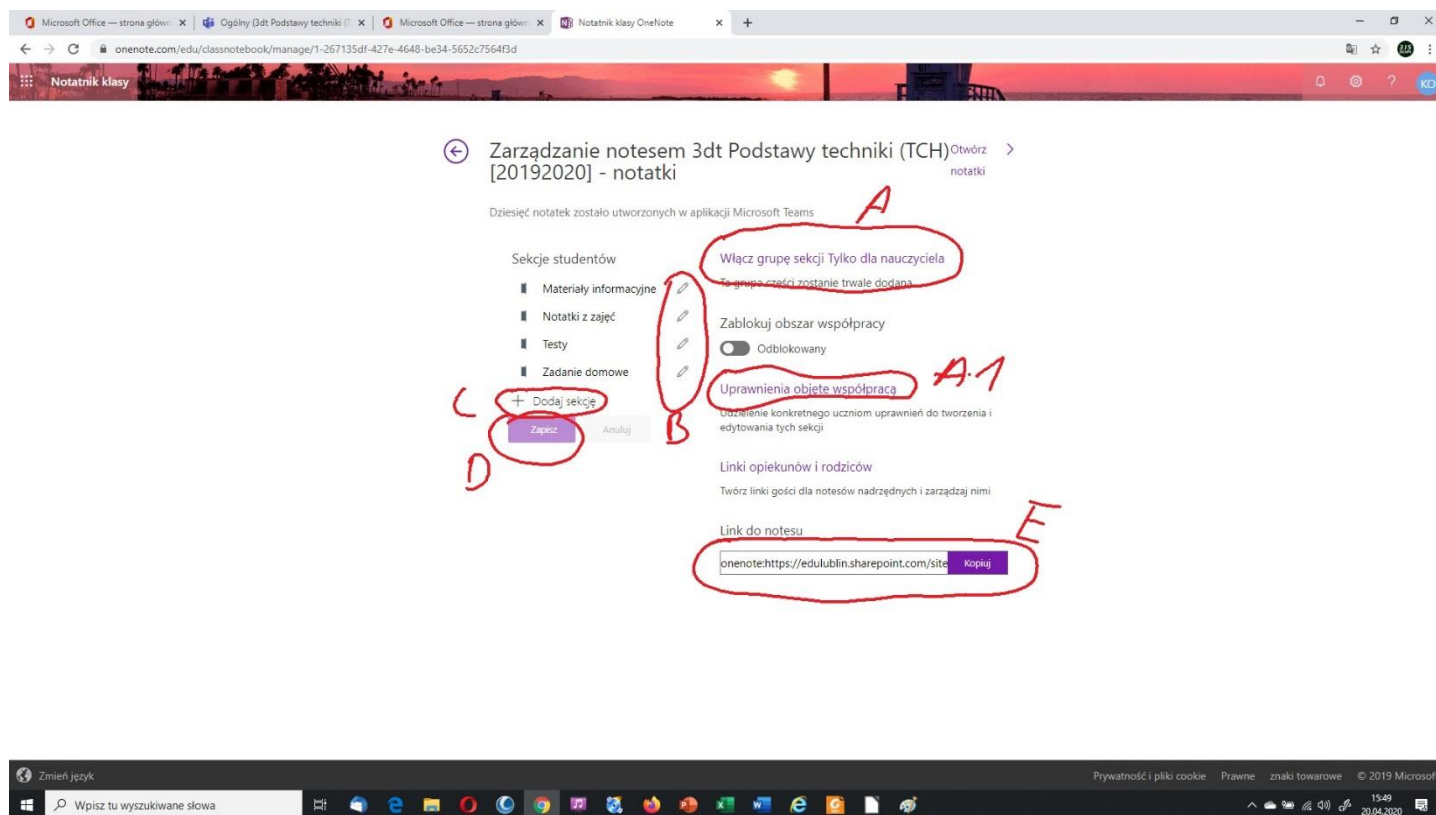 Microsoft Office — strona główn
Ogólny (3dt Podstawy techniki (T
Microsoft Office — strona główn
Notatnik klasy OneNote
onenote.com/edu/classnotebook/manage/1-267135df-427e-4648-be34-5652c7564f3d
Notatnik klasy
KO
Zarządzanie notesem 3dt Podstawy techniki (TCH)
[20192020] - notatki
Otwórz
notatki
Dziesięć notatek zostało utworzonych w aplikacji Microsoft Teams
A
Sekcje studentów
Materiały informacyjne
Notatki z zajęć
Testy
Zadanie domowe
C
+ Dodaj sekcję
Zapisz
Anuluj
B
D
Włącz grupę sekcji Tylko dla nauczyciela
Ta grupa części zostanie trwale dodana
Zablokuj obszar współpracy
Odblokowany
A.1
Uprawnienia objęte współpracą
Udzielenie konkretnego uczniom uprawnień do tworzenia i
edytowania tych sekcji
Linki opiekunów i rodziców
Twórz linki gości dla notesów nadrzędnych i zarządzaj nimi
E
Link do notesu
onenote:https://edulublin.sharepoint.com/site
Kopiuj
Zmień język
Prywatność i pliki cookie Prawne znaki towarowe © 2019 Microsoft
Wpisz tu wyszukiwane słowa
15:49
20.04.2020